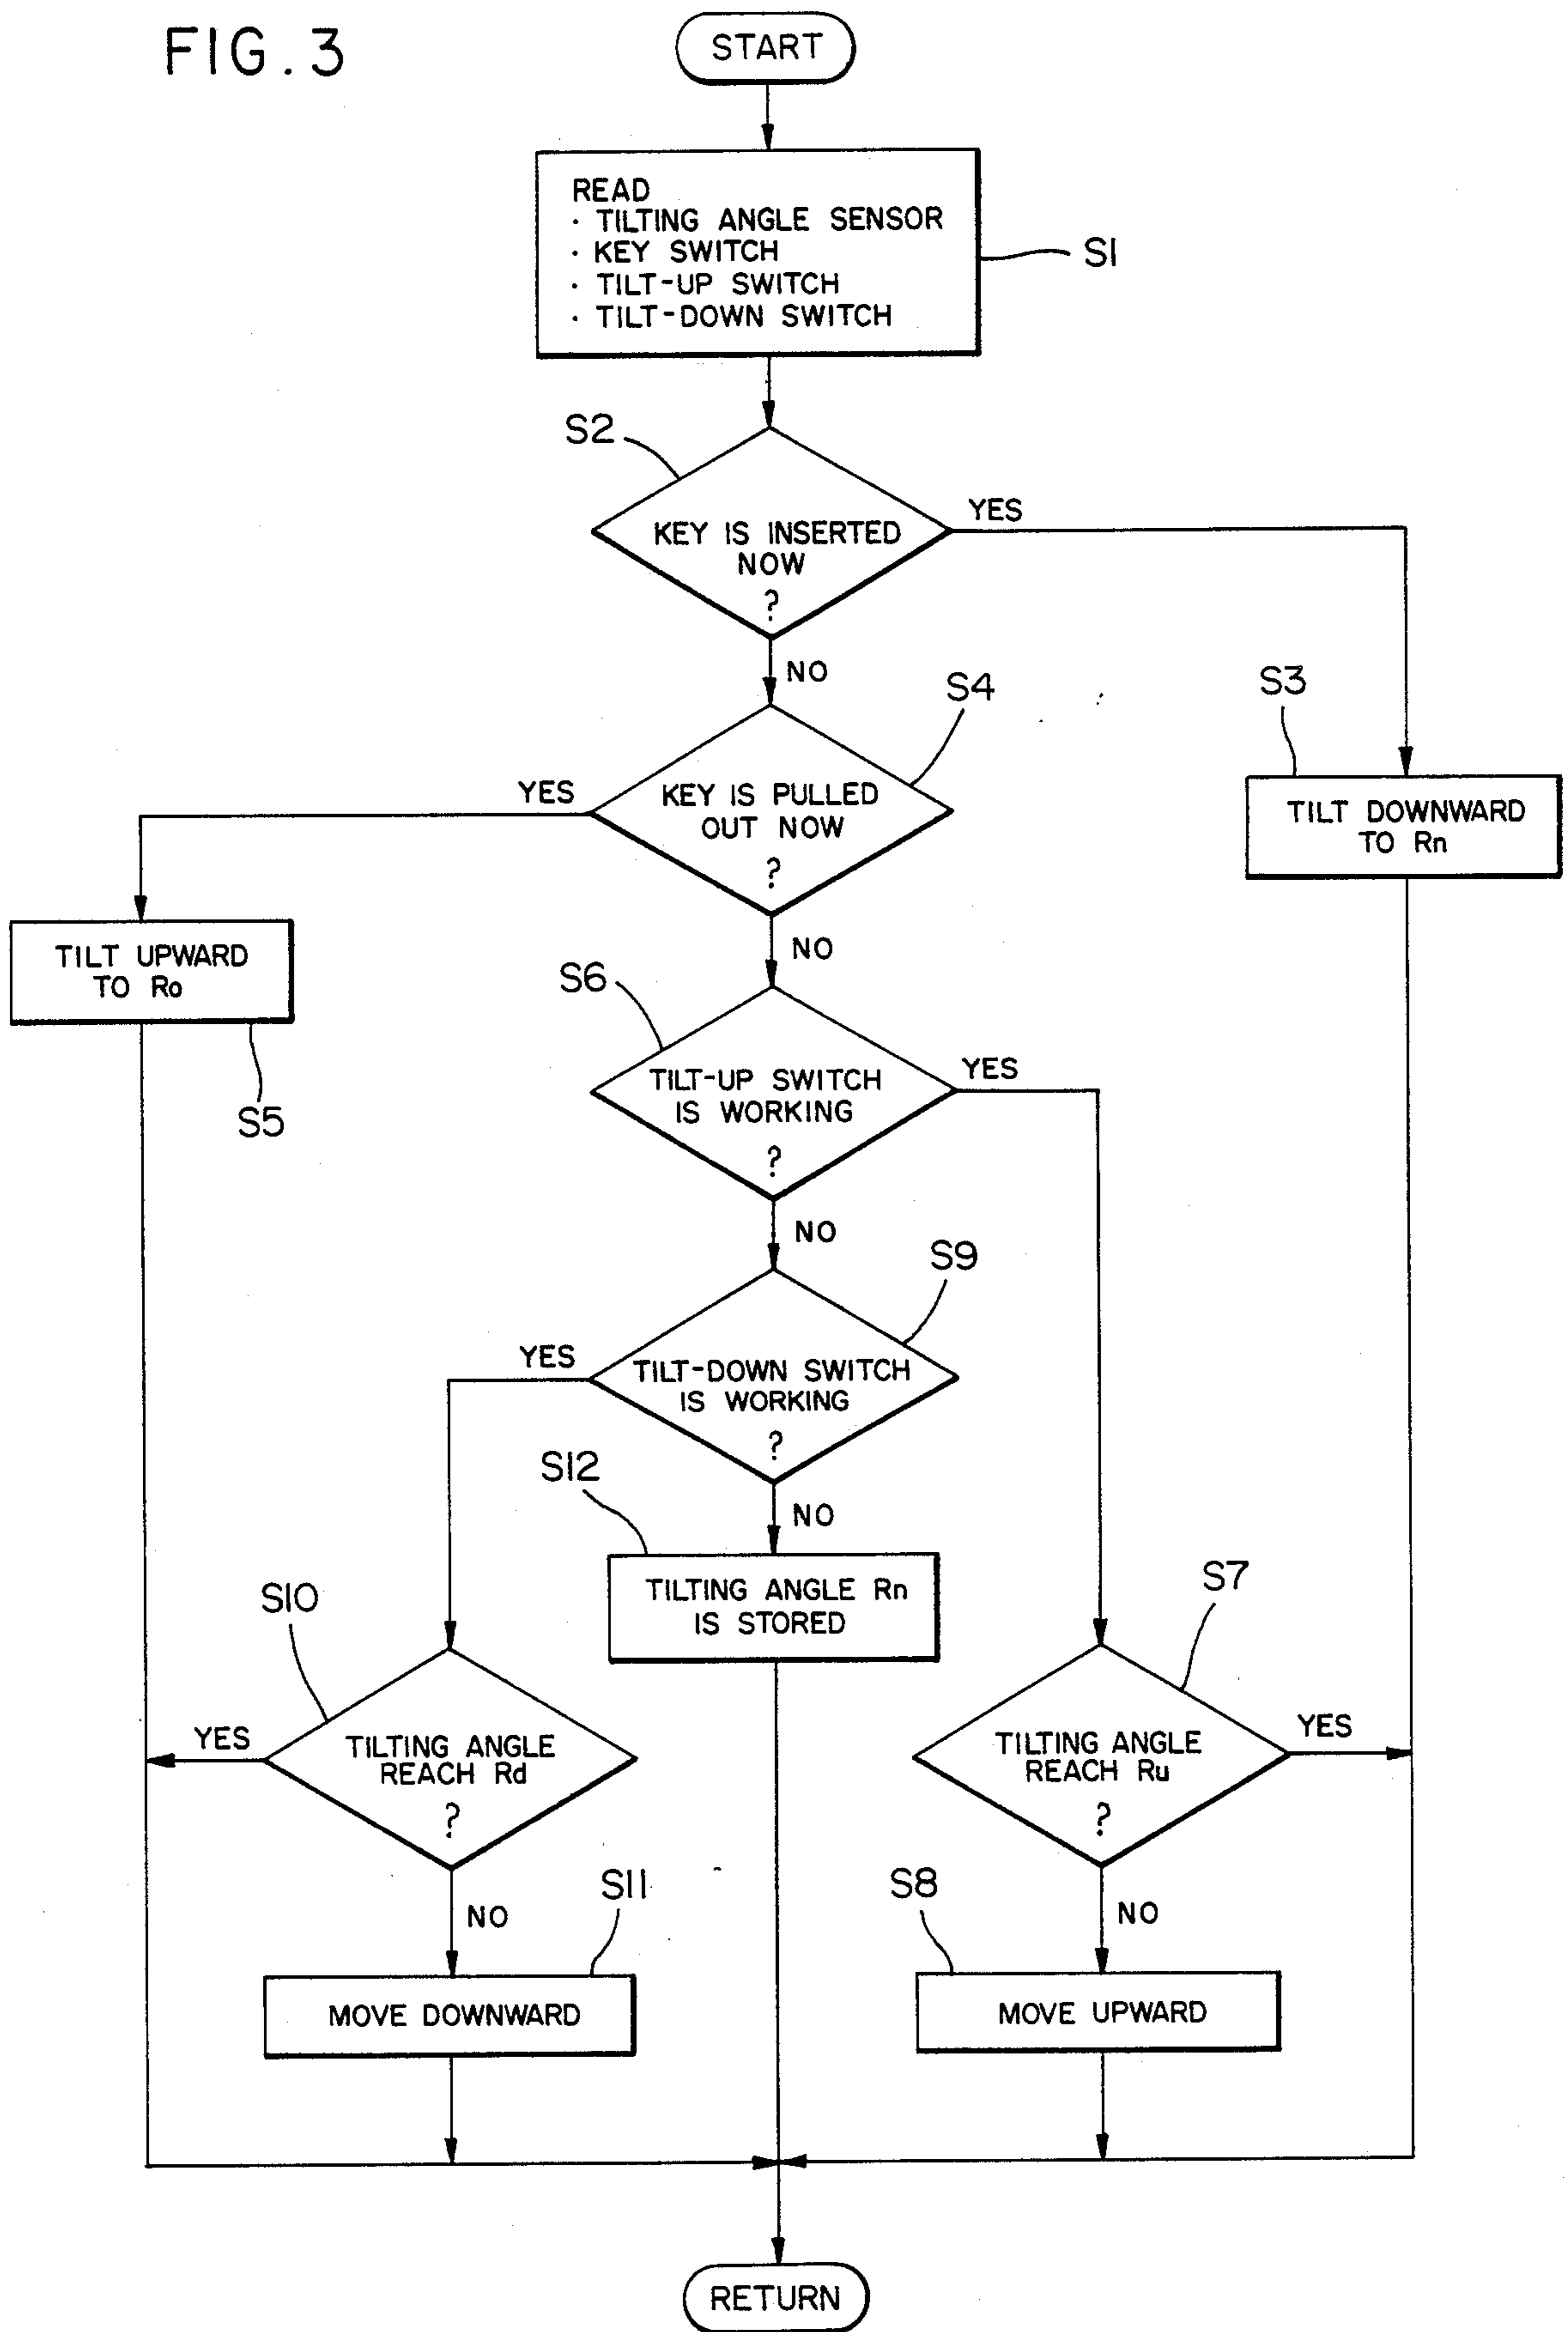 FIG. 3
START
READ
· TILTING ANGLE SENSOR
· KEY SWITCH
· TILT-UP SWITCH
· TILT-DOWN SWITCH
S1
S2
KEY IS INSERTED
NOW
?
YES
NO
S4
S3
KEY IS PULLED
OUT NOW
?
YES
TILT DOWNWARD
TO Rn
TILT UPWARD
TO Ro
S5
NO
S6
TILT-UP SWITCH
IS WORKING
?
YES
NO
S9
TILT-DOWN SWITCH
IS WORKING
?
YES
NO
S12
TILTING ANGLE Rn
IS STORED
S10
TILTING ANGLE
REACH Rd
?
YES
S7
TILTING ANGLE
REACH Ru
?
YES
NO
S11
MOVE DOWNWARD
NO
S8
MOVE UPWARD
RETURN